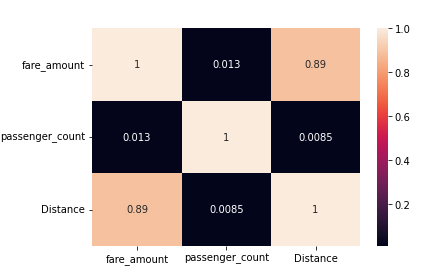 fare_amount 1 0.013 0.89
passenger_count 0.013 1 0.0085
Distance 0.89 0.0085 1
fare_amount passenger_count Distance
1.0
0.8
0.6
0.4
0.2